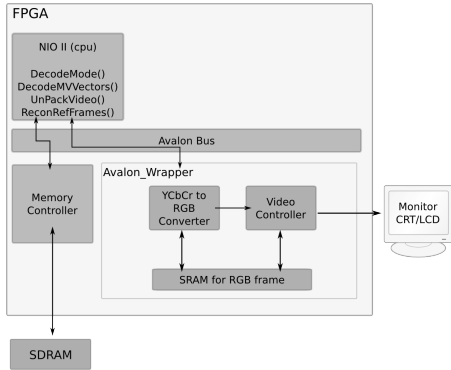 FPGA
NIO II (cpu)
DecodeMode()
DecodeMVVectors()
UnPackVideo()
ReconRefFrames()
Avalon Bus
Memory
Controller
Avalon_Wrapper
YCbCr to
RGB
Converter
Video
Controller
Monitor
CRT/LCD
SRAM for RGB frame
SDRAM